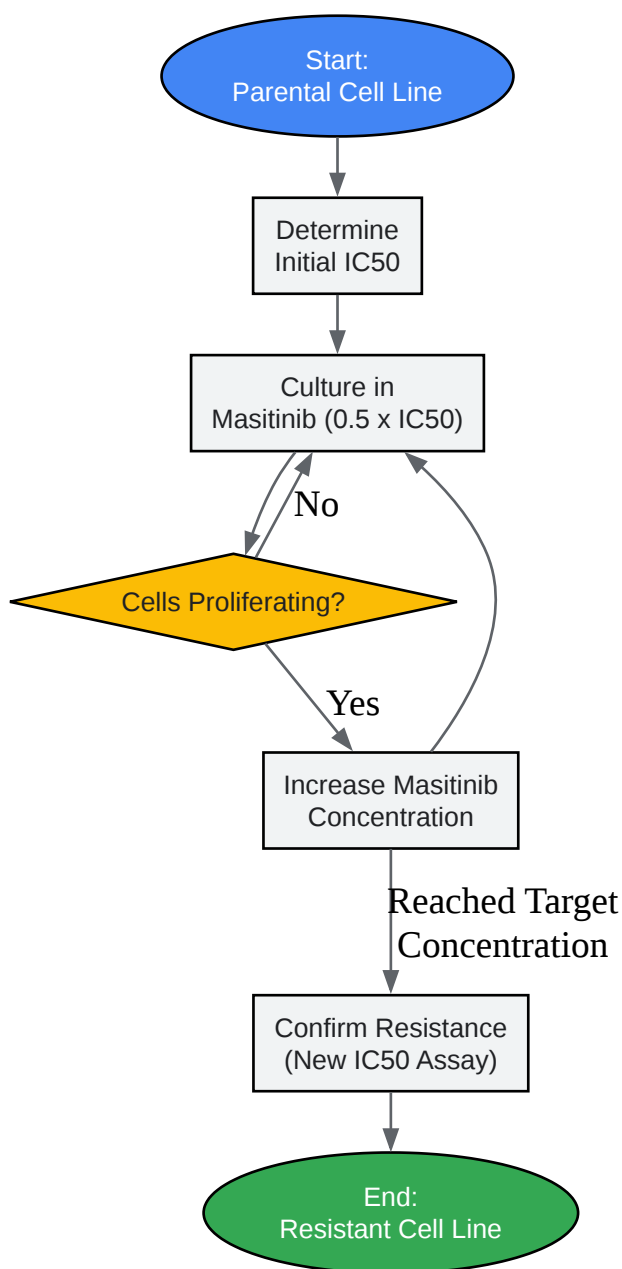 Start:
Parental Cell Line
Determine
Initial IC50
Culture in
Masitinib (0.5 x IC50)
No
Cells Proliferating?
Yes
Increase Masitinib
Concentration
Reached Target
Concentration
Confirm Resistance
(New IC50 Assay)
End:
Resistant Cell Line